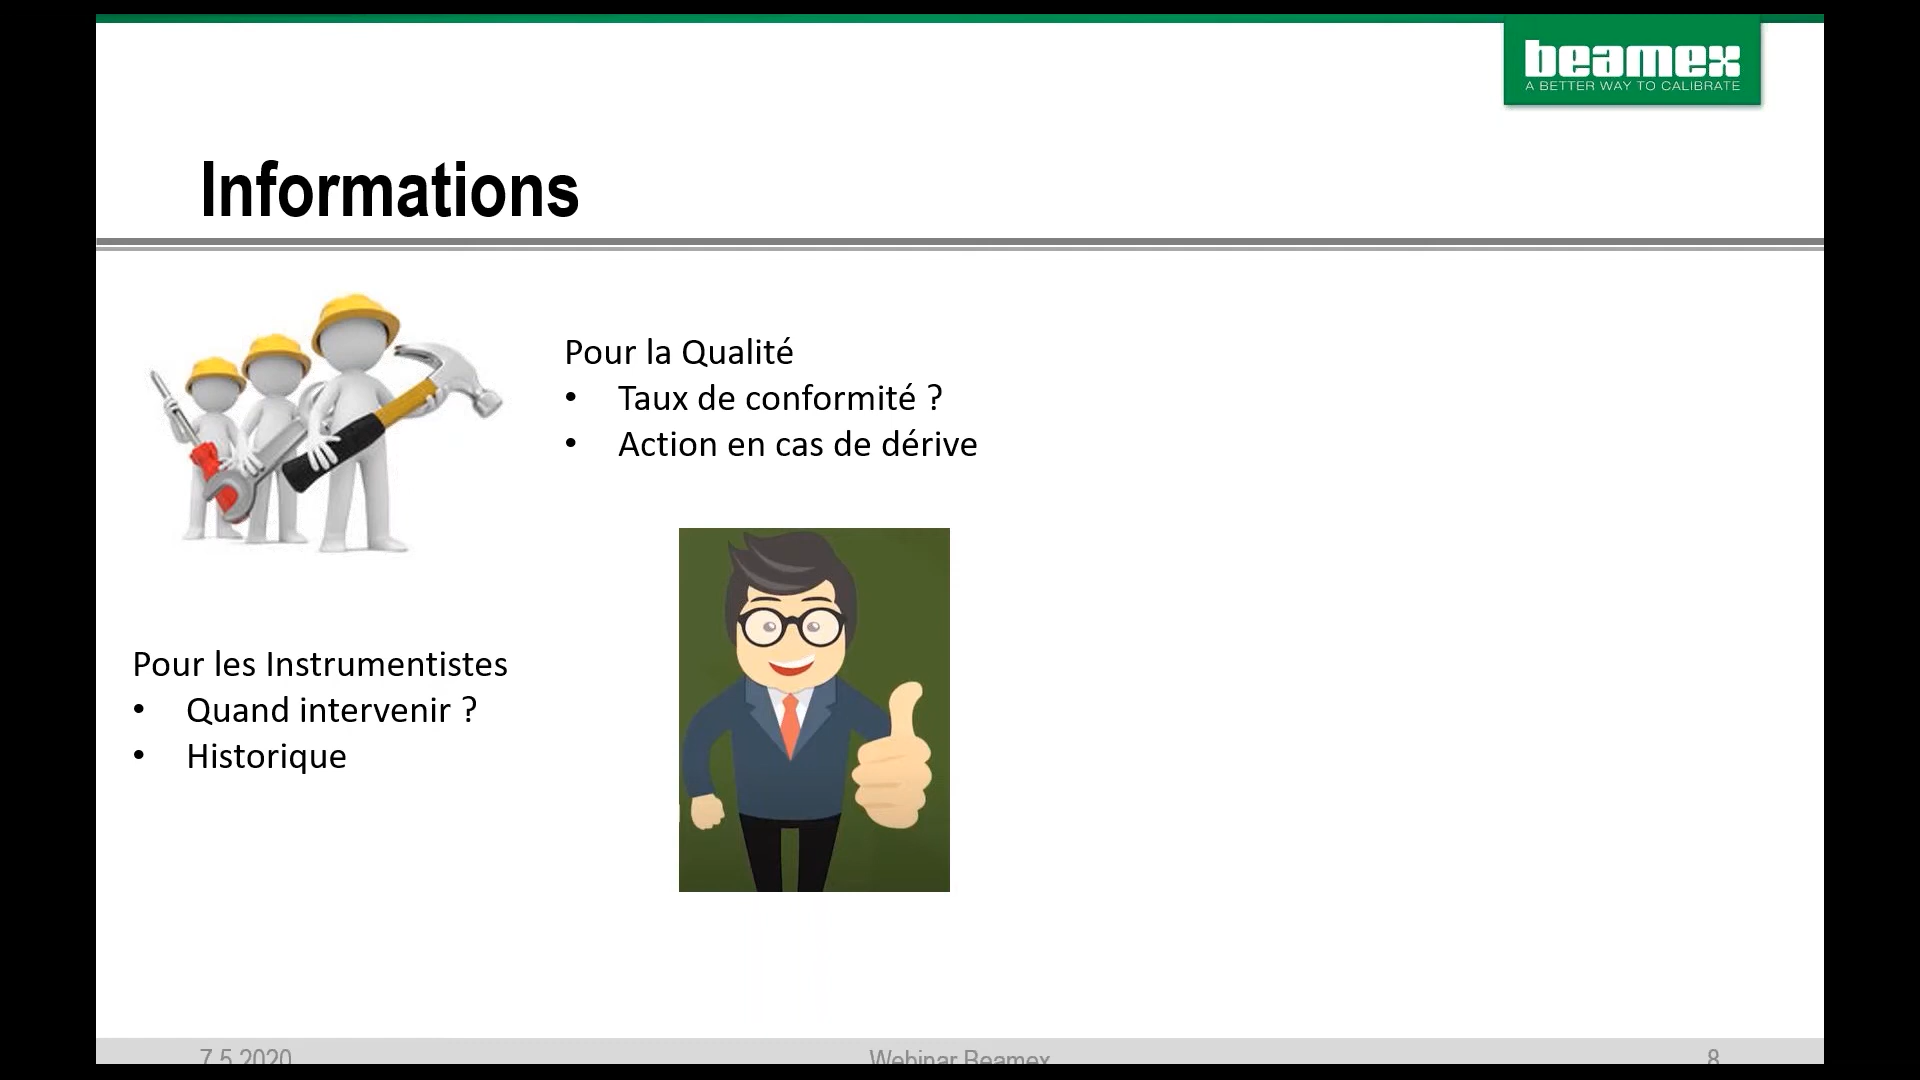 beamex
A BETTER WAY TO CALIBRATE
Informations
Pour la Qualité
• Taux de conformité ?
• Action en cas de dérive
Pour les Instrumentistes
• Quand intervenir ?
• Historique
7.5.2020
Webinar Beamex
8